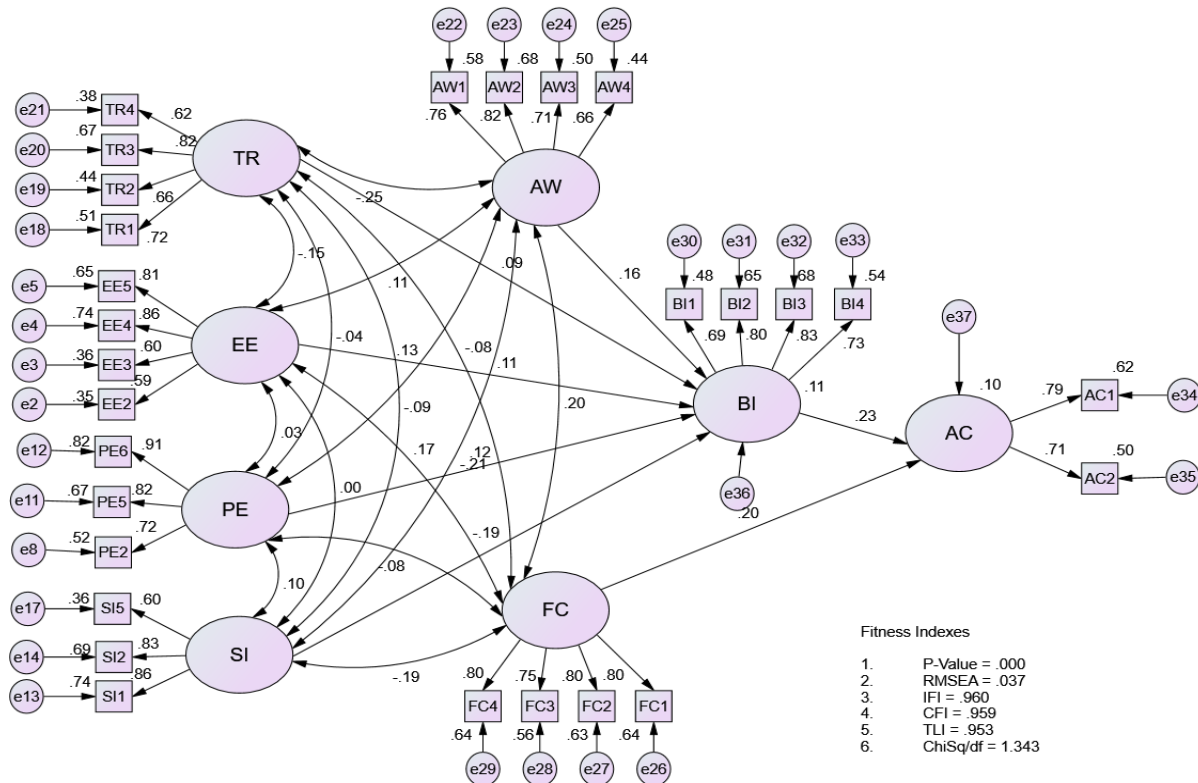 e22
e23
e24
e25
.58
.68
.50
.44
AW1
AW2
AW3
AW4
.76
.82
.71
.66
AW
e21
.38
TR4
.62
e20
.67
TR3
.82
e19
.44
TR2
.66
e18
.51
TR1
.72
TR
e5
.65
EE5
.81
e4
.74
EE4
.86
e3
.36
EE3
.60
e2
.35
EE2
.59
EE
e12
.82
PE6
.91
e11
.67
PE5
.82
e8
.52
PE2
.72
PE
e17
.36
SI5
.60
e14
.69
SI2
.83
e13
.74
SI1
.86
SI
-.25
-.15
.09
.11
-.04
.13
-.08
.11
-.09
.20
.03
.17
.12
-.21
.00
-.19
-.08
.10
-.19
.16
e30
e31
e32
e33
.48
.65
.68
.54
BI1
BI2
BI3
BI4
.69
.80
.83
.73
BI
.11
e36
.23
.20
e37
.10
AC
.79
AC1
.62
e34
.71
AC2
.50
e35
FC
.80
.75
.80
.80
FC4
FC3
FC2
FC1
.64
.56
.63
.64
e29
e28
e27
e26
Fitness Indexes
1. P-Value = .000
2. RMSEA = .037
3. IFI = .960
4. CFI = .959
5. TLI = .953
6. ChiSq/df = 1.343